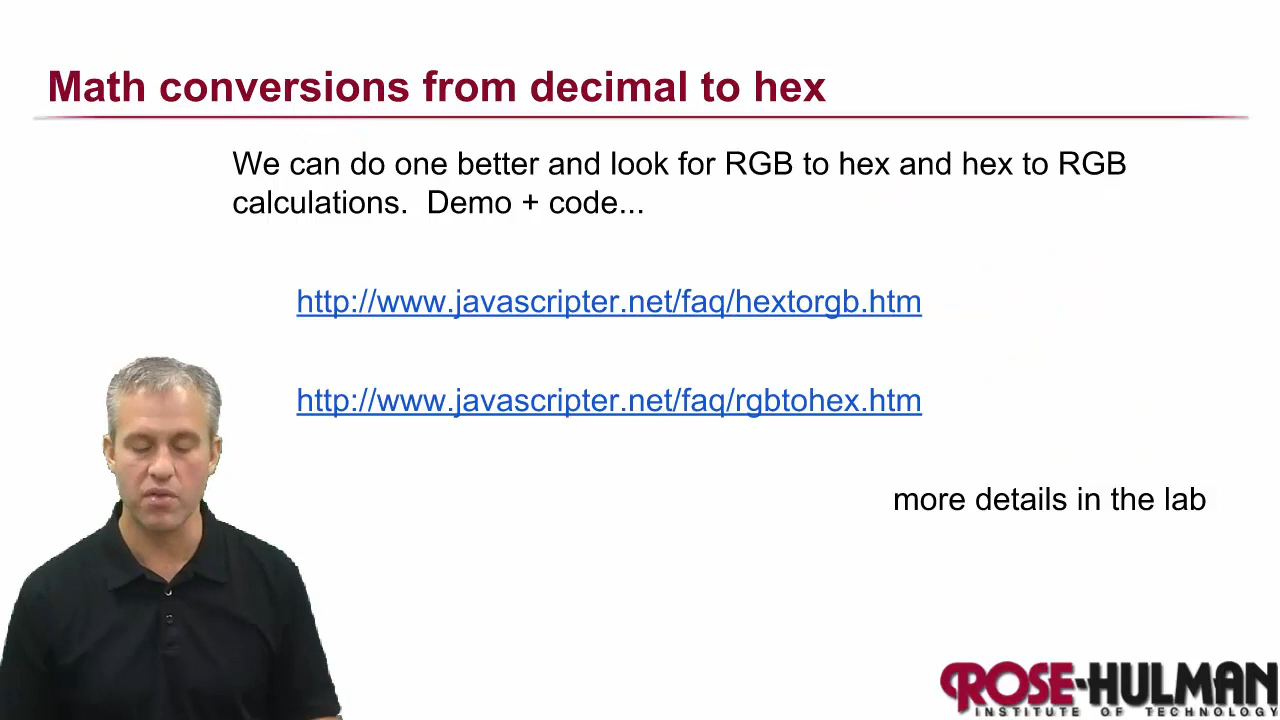 Math conversions from decimal to hex
We can do one better and look for RGB to hex and hex to RGB
calculations.  Demo + code...
http://www.javascripter.net/faq/hextorgb.htm
http://www.javascripter.net/faq/rgbtohex.htm
more details in the lab
ROSE-HULMAN
INSTITUTE OF TECHNOLOGY